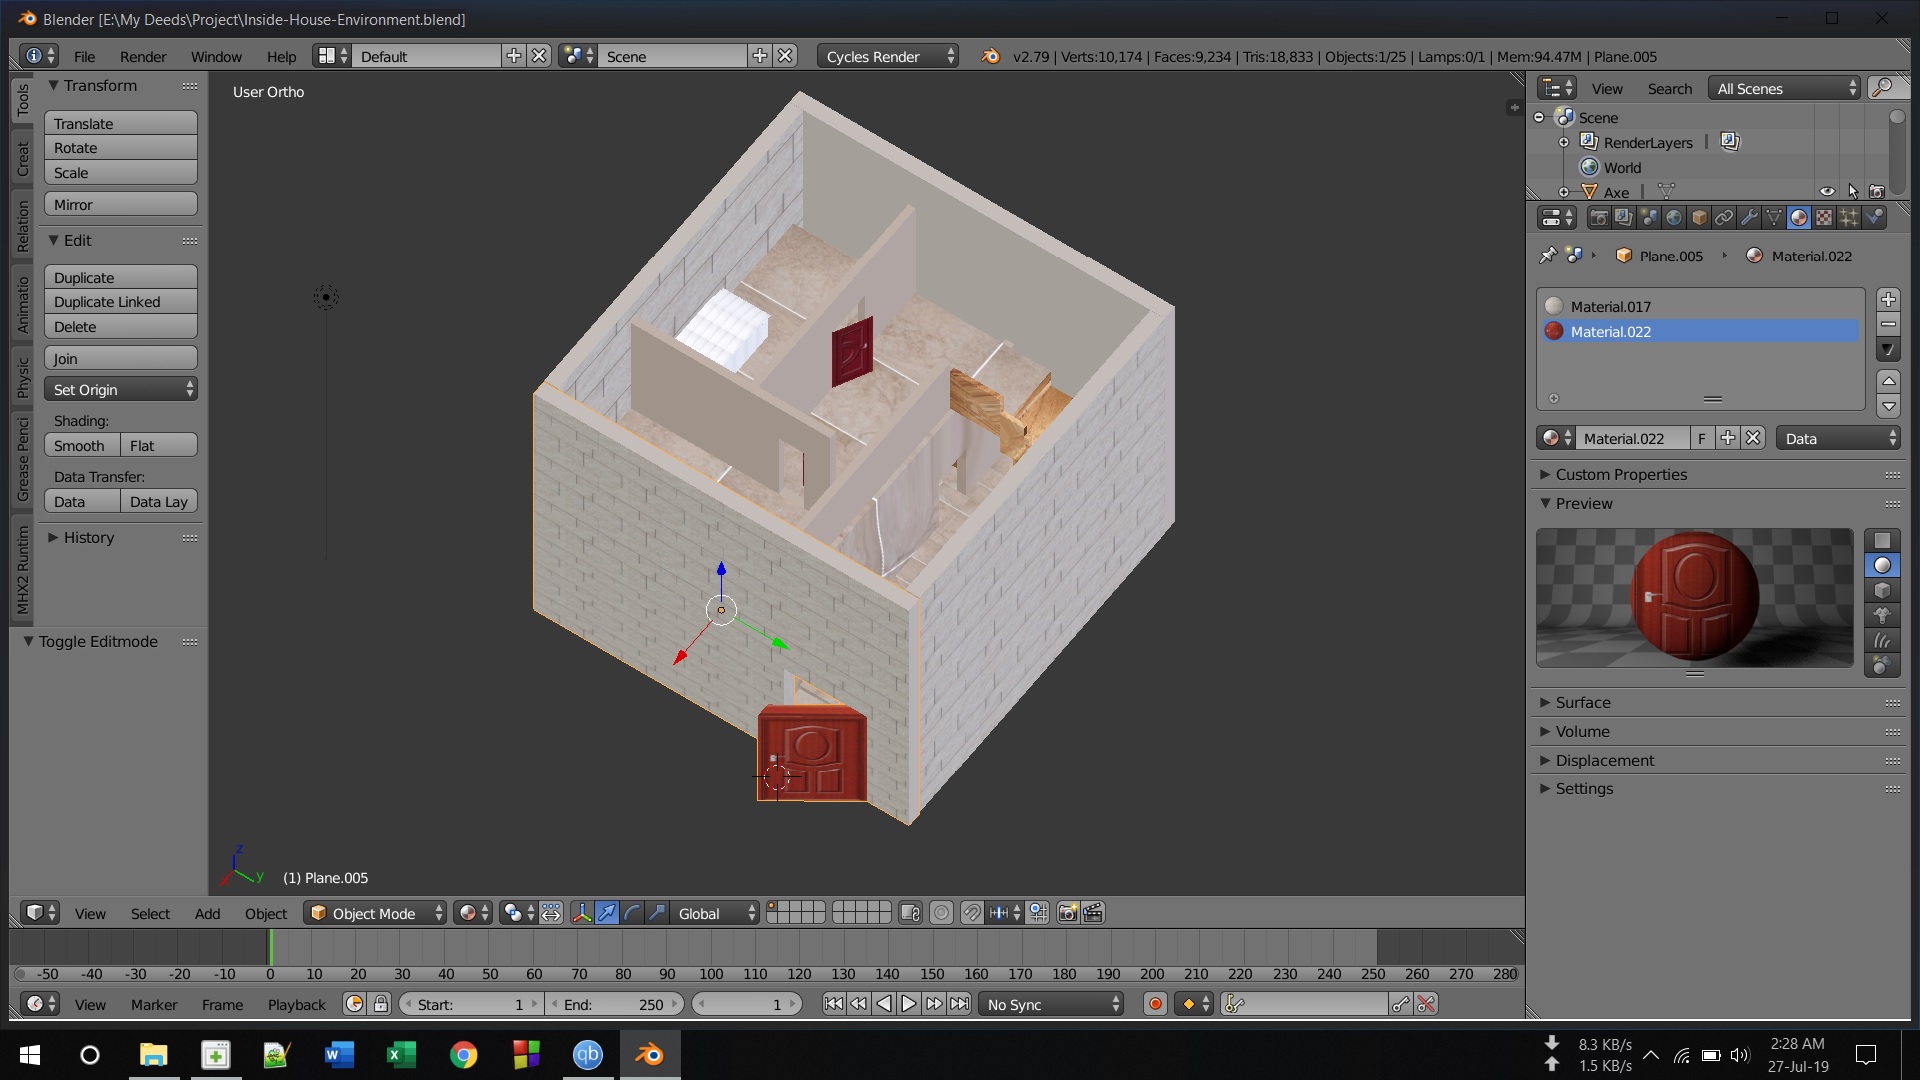 Blender [E:\My Deeds\Project\Inside-House-Environment.blend]
File Render Window Help Default Scene Cycles Render v2.79 | Verts:10,174 | Faces:9,234 | Tris:18,833 | Objects:1/25 | Lamps:0/1 | Mem:94.47M | Plane.005
Tools
Creat
Relation
Animatio
Physic
Grease Penci
MHX2 Runtim
Transform
Translate
Rotate
Scale
Mirror
Edit
Duplicate
Duplicate Linked
Delete
Join
Set Origin
Shading:
Smooth Flat
Data Transfer:
Data Data Lay
History
Toggle Editmode
User Ortho
z
y
(1) Plane.005
View Search All Scenes
Scene
RenderLayers |
World
Axe |
Plane.005 Material.022
Material.017
Material.022
Material.022 F Data
Custom Properties
Preview
Surface
Volume
Displacement
Settings
View Select Add Object Object Mode Global
-50 -40 -30 -20 -10 0 10 20 30 40 50 60 70 80 90 100 110 120 130 140 150 160 170 180 190 200 210 220 230 240 250 260 270 280
View Marker Frame Playback Start: 1 End: 250 1 No Sync
qb
8.3 KB/s
1.5 KB/s
2:28 AM
27-Jul-19